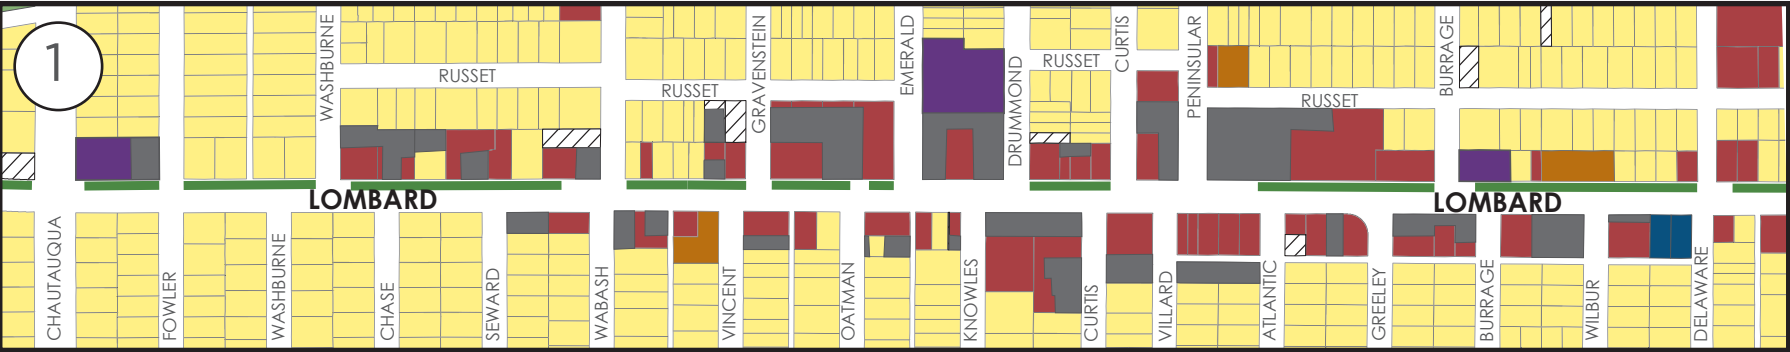 1
WASHBURNE
RUSSET
RUSSET
GRAVENSTEIN
EMERALD
DRUMMOND
RUSSET
CURTIS
PENINSULAR
RUSSET
BURRAGE
LOMBARD
LOMBARD
CHAUTAUQUA
FOWLER
WASHBURNE
CHASE
SEWARD
WABASH
VINCENT
OATMAN
KNOWLES
CURTIS
VILLARD
ATLANTIC
GREELEY
BURRAGE
WILBUR
DELAWARE